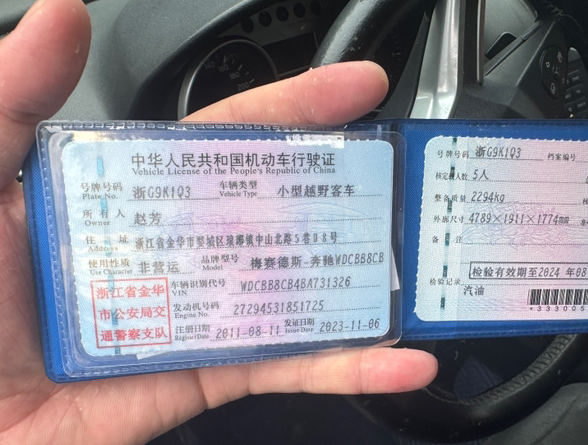 中华人民共和国机动车行驶证
Vehicle License of the People's Republic of China
号牌号码 浙G9K1Q3 车辆类型 小型越野客车
Plate No. Vehicle Type
所有人 赵芳
Owner
住址 浙江省金华市婺城区琅琊镇中山北路5巷08号
Address
使用性质 非营运 品牌型号 梅赛德斯-奔驰WDCBB8CB
Use Character Model
浙江省金华
市公安局交
通警察支队
车辆识别代号 WDCBB8CB4BA731326
VIN
发动机号码 27294531851725
Engine No.
注册日期 2011-08-11 发证日期 2023-11-06
Register Date Issue Date
号牌号码 浙G9K1Q3 档案编号
核定载人数 5人
整备质量 2294kg
外廓尺寸 4789×1911×1774mm
备注
检验有效期至2024年08
检验记录
汽油
*333005